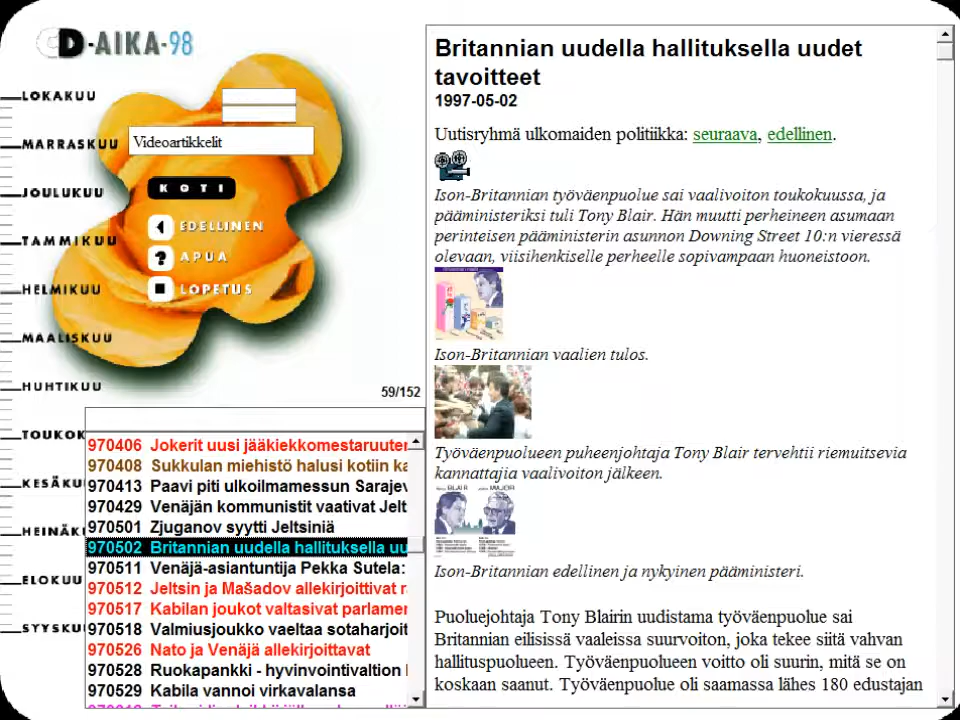 CD-AIKA-98
LOKAKUU
MARRASKUU
JOULUKUU
TAMMIKUU
HELMIKUU
MAALISKUU
HUHTIKUU
TOUKOK
KESÄKU
HEINÄK
ELOKUU
SYYSKU
Videoartikkelit
KOTI
EDELLINEN
APUA
LOPETUS
59/152
970406 Jokerit uusi jääkiekkomestaruuter
970408 Sukkulan miehistö halusi kotiin ka
970413 Paavi piti ulkoilmamessun Sarajev
970429 Venäjän kommunistit vaativat Jelt
970501 Zjuganov syytti Jeltsiniä
970502 Britannian uudella hallituksella uu
970511 Venäjä-asiantuntija Pekka Sutela:
970512 Jeltsin ja Mašadov allekirjoittivat r
970517 Kabilan joukot valtasivat parlamer
970518 Valmiusjoukko vaeltaa sotaharjoit
970526 Nato ja Venäjä allekirjoittavat
970528 Ruokapankki - hyvinvointivaltion l
970529 Kabila vannoi virkavalansa
Britannian uudella hallituksella uudet
tavoitteet
1997-05-02
Uutisryhmä ulkomaiden politiikka: seuraava, edellinen.
Ison-Britannian työväenpuolue sai vaalivoiton toukokuussa, ja
pääministeriksi tuli Tony Blair. Hän muutti perheineen asumaan
perinteisen pääministerin asunnon Downing Street 10:n vieressä
olevaan, viisihenkiselle perheelle sopivampaan huoneistoon.
Ison-Britannian vaalien tulos.
Työväenpuolueen puheenjohtaja Tony Blair tervehtii riemuitsevia
kannattajia vaalivoiton jälkeen.
BLAIR MAJOR
Ison-Britannian edellinen ja nykyinen pääministeri.
Puoluejohtaja Tony Blairin uudistama työväenpuolue sai
Britannian eilisissä vaaleissa suurvoiton, joka tekee siitä vahvan
hallituspuolueen. Työväenpuolueen voitto oli suurin, mitä se on
koskaan saanut. Työväenpuolue oli saamassa lähes 180 edustajan